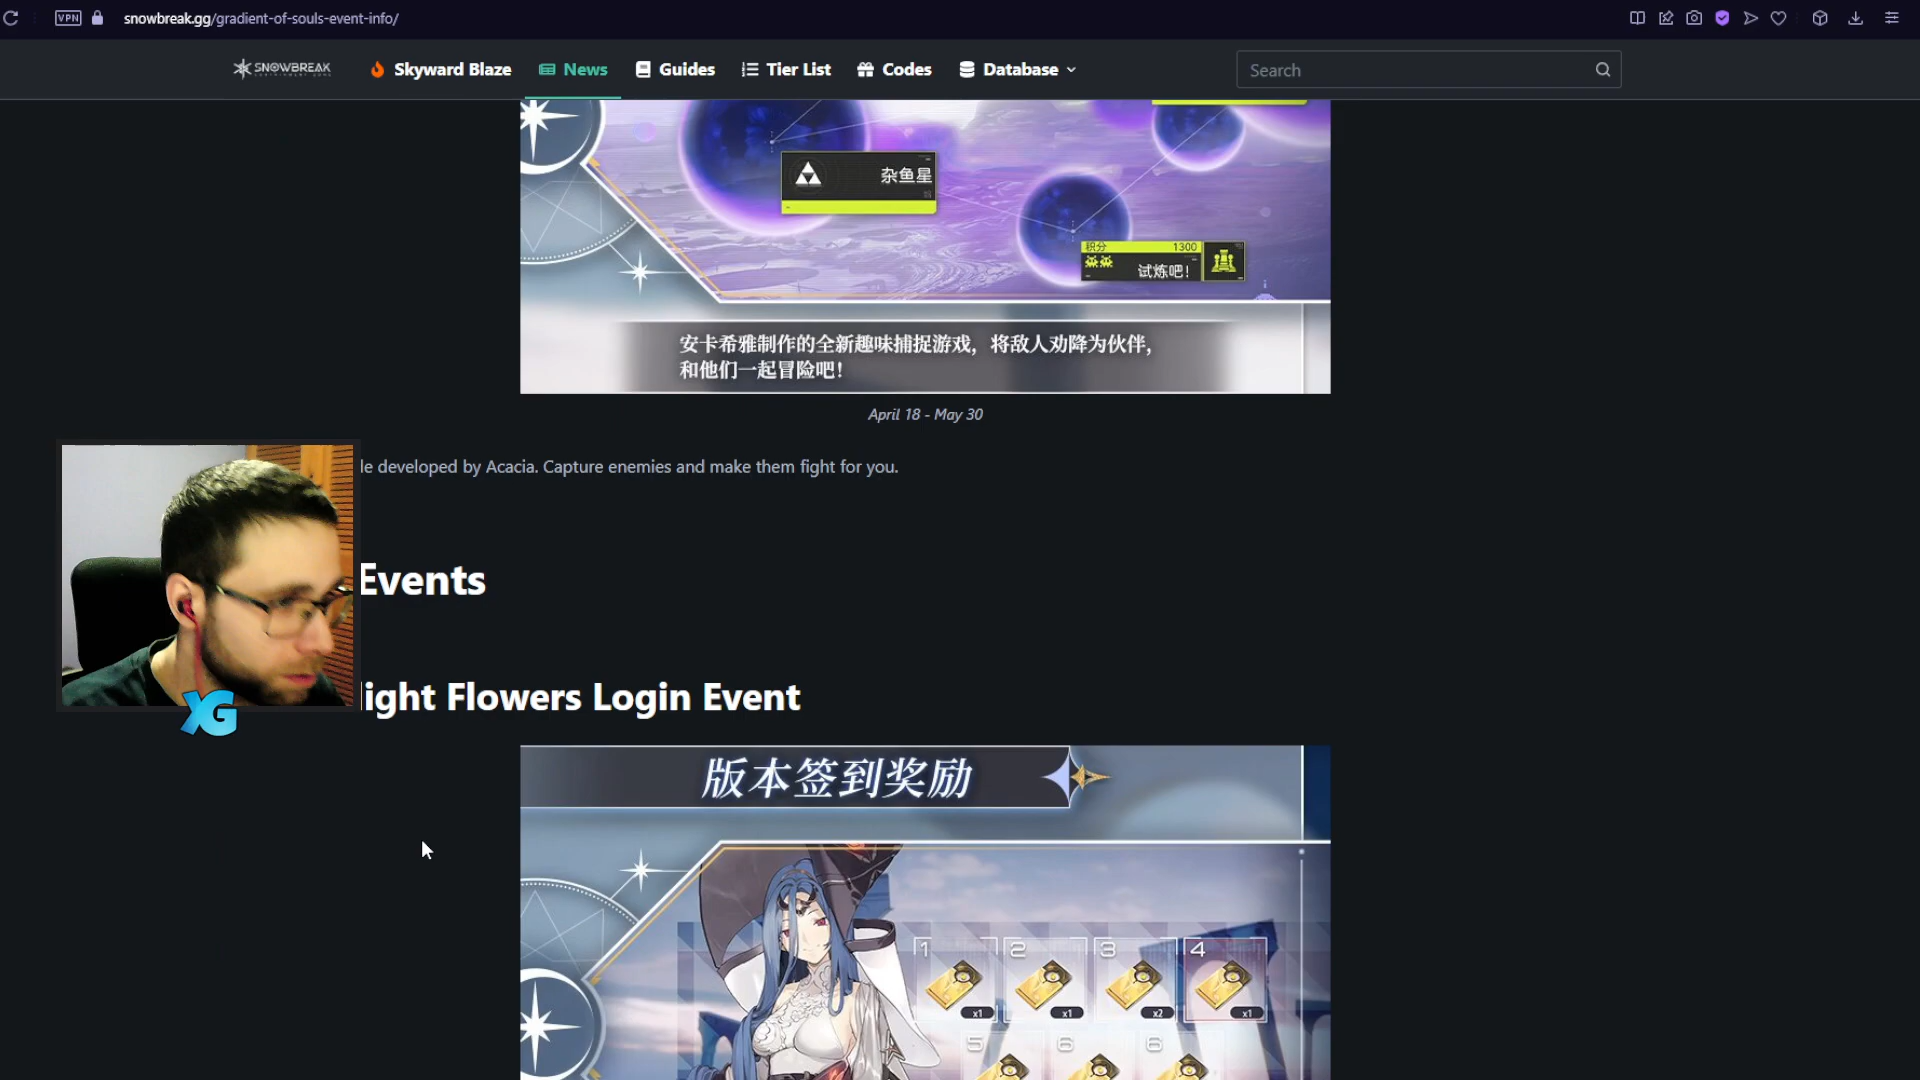 VPN
snowbreak.gg/gradient-of-souls-event-info/
SNOWBREAK
Skyward Blaze
News
Guides
Tier List
Codes
Database
Search
杂鱼星
积分 1300
试炼吧!
安卡希雅制作的全新趣味捕捉游戏，将敌人劝降为伙伴，
和他们一起冒险吧！
April 18 - May 30
le developed by Acacia. Capture enemies and make them fight for you.
Events
light Flowers Login Event
XG
版本签到奖励
1 2 3 4
x1 x1 x2 x1
5 6 6